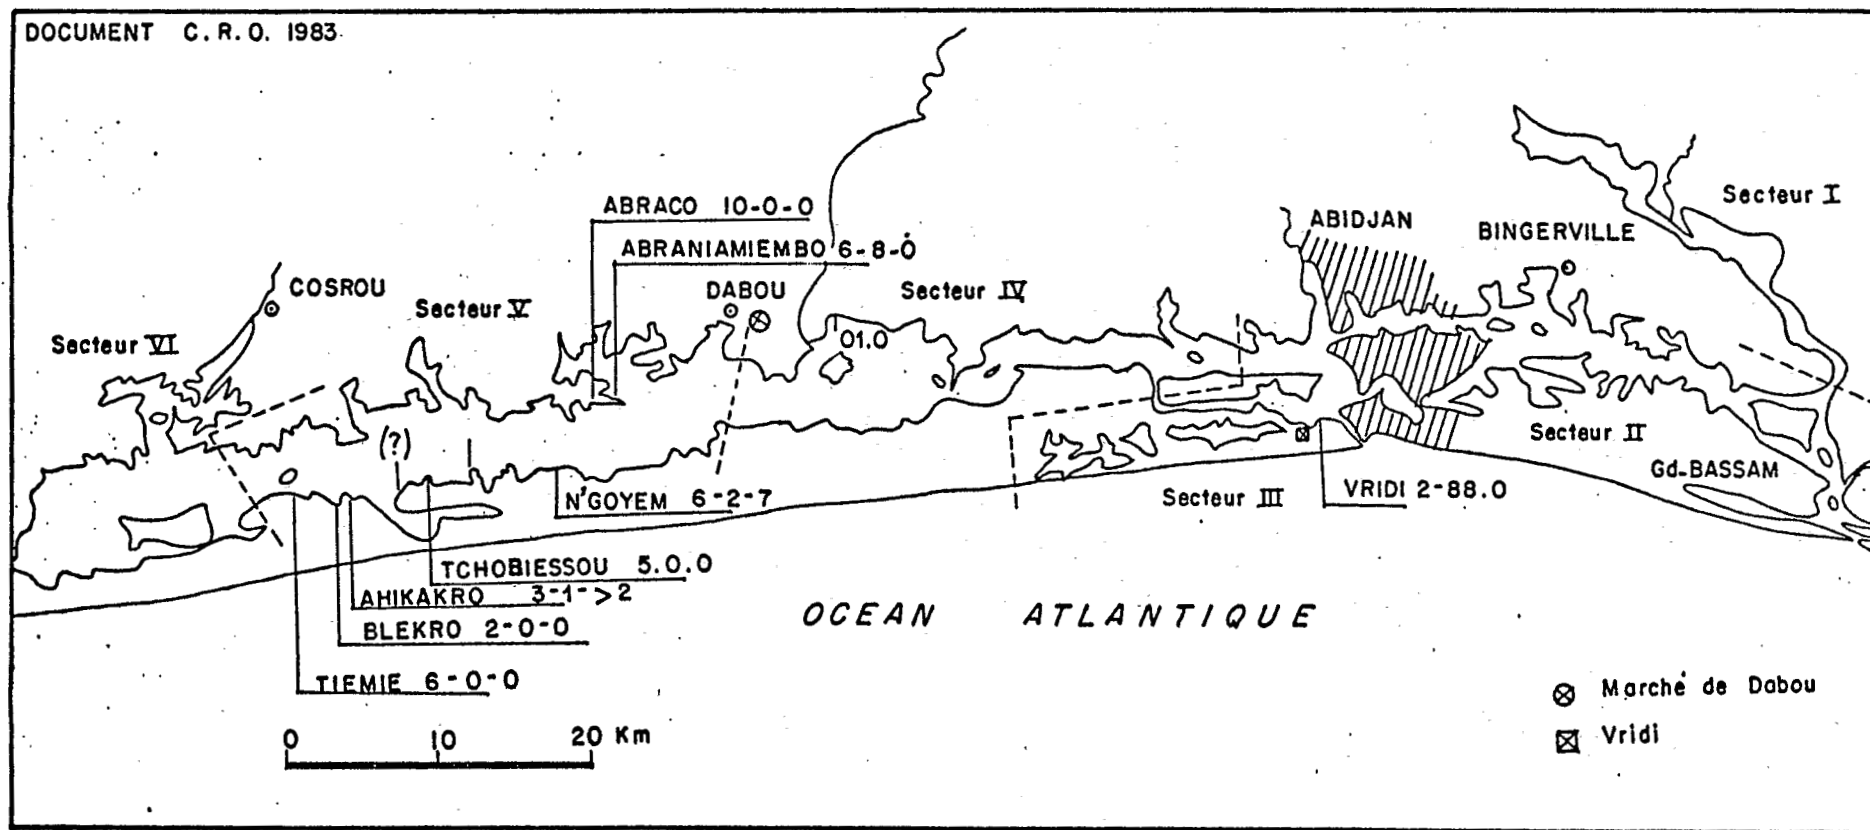 DOCUMENT C.R.O. 1983
ABRACO 10-0-0
ABIDJAN
Secteur I
BINGERVILLE
ABRANIAMIEMBO 6-8-0
COSROU
Secteur V
DABOU
Secteur IV
Secteur VI
01.0
(?)
Secteur II
Gd-BASSAM
N'GOYEM 6-2-7
Secteur III
VRIDI 2-88.0
TCHOBIESSOU 5.0.0
AHIKAKRO 3-1->2
BLEKRO 2-0-0
OCEAN ATLANTIQUE
TIEMIE 6-0-0
Marché de Dabou
0 10 20 Km
Vridi